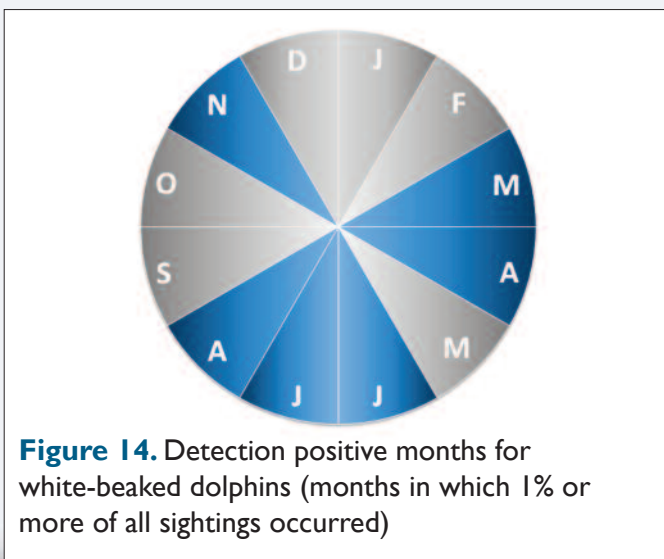 D J
N F
O M
S A
A M
J J
Figure 14. Detection positive months for
white-beaked dolphins (months in which 1% or
more of all sightings occurred)